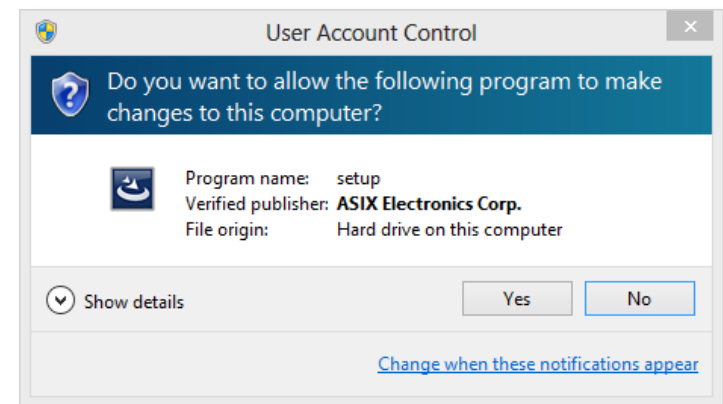 User Account Control
Do you want to allow the following program to make
changes to this computer?
Program name: setup
Verified publisher: ASIX Electronics Corp.
File origin: Hard drive on this computer
Show details
Yes
No
Change when these notifications appear